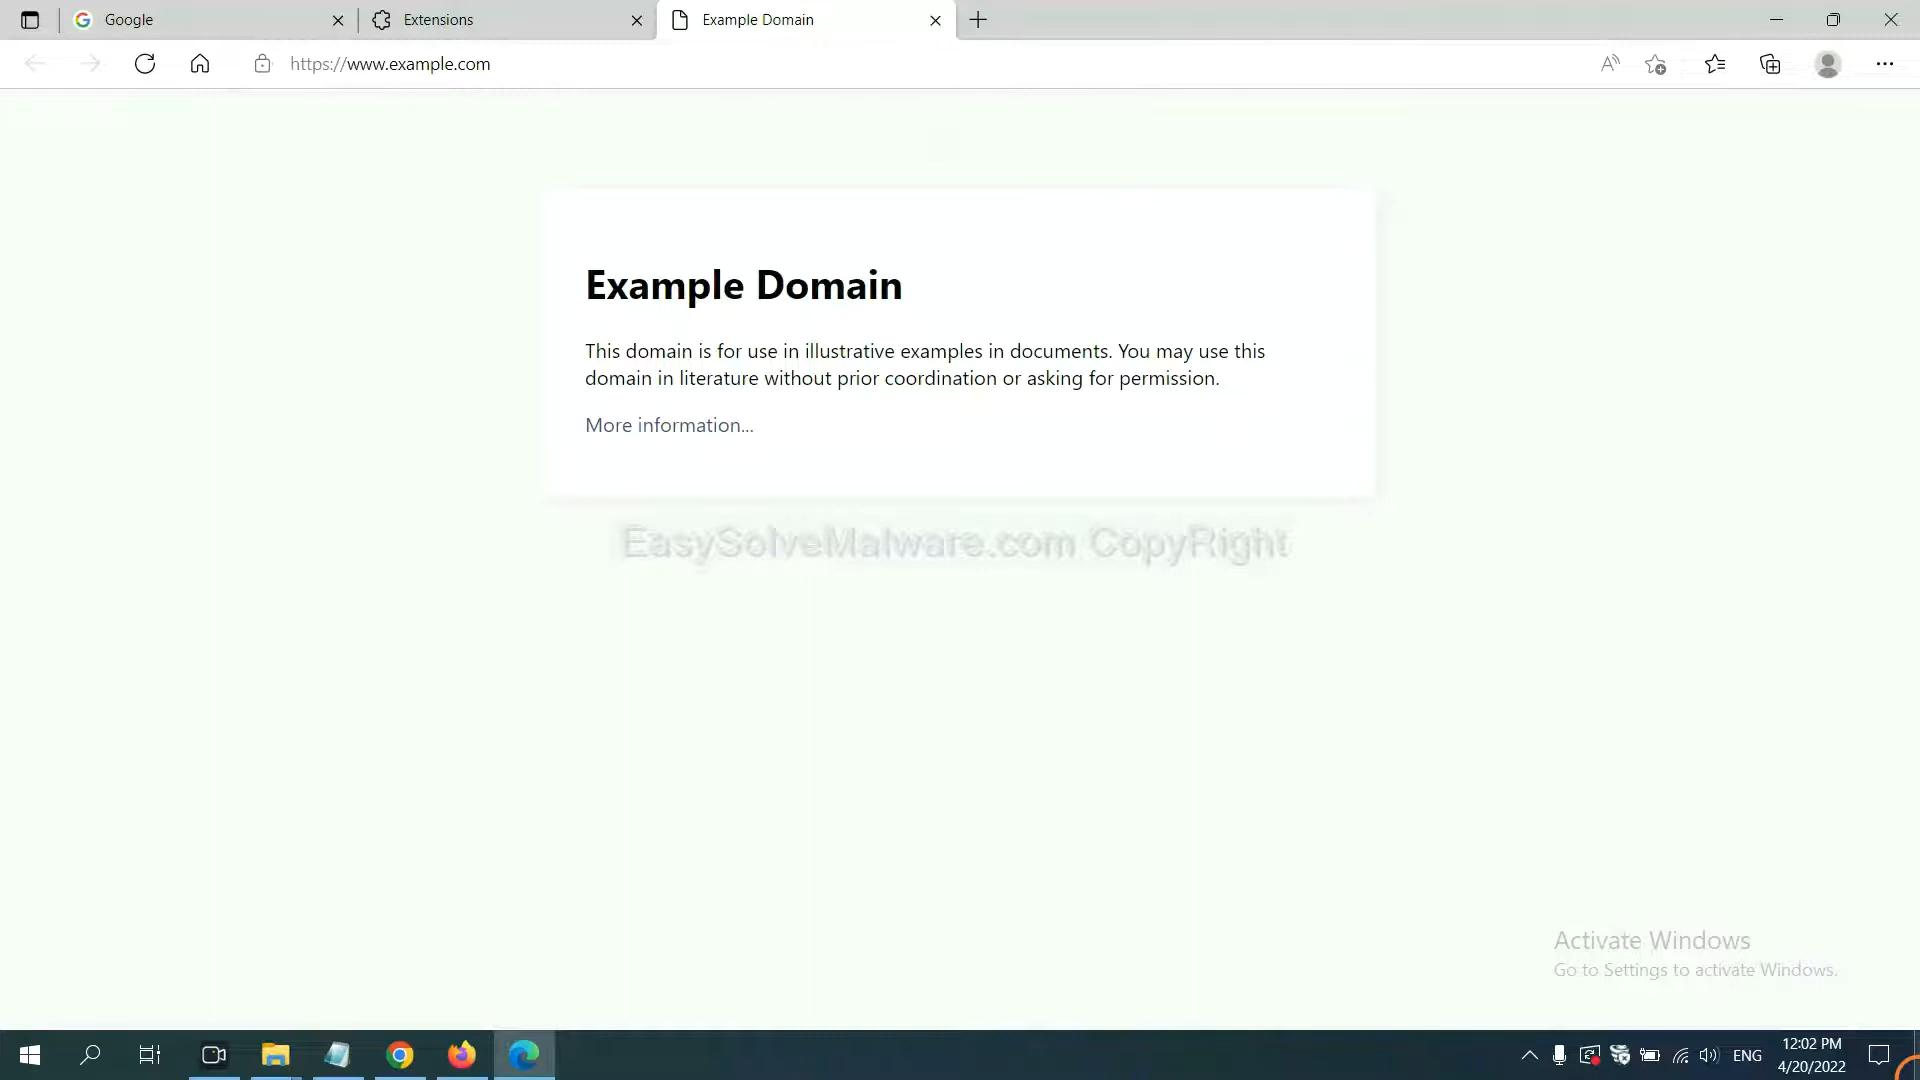 Google
Extensions
Example Domain
https://www.example.com
Example Domain
This domain is for use in illustrative examples in documents. You may use this
domain in literature without prior coordination or asking for permission.
More information...
EasySolveMalware.com CopyRight
Activate Windows
Go to Settings to activate Windows.
ENG
12:02 PM
4/20/2022